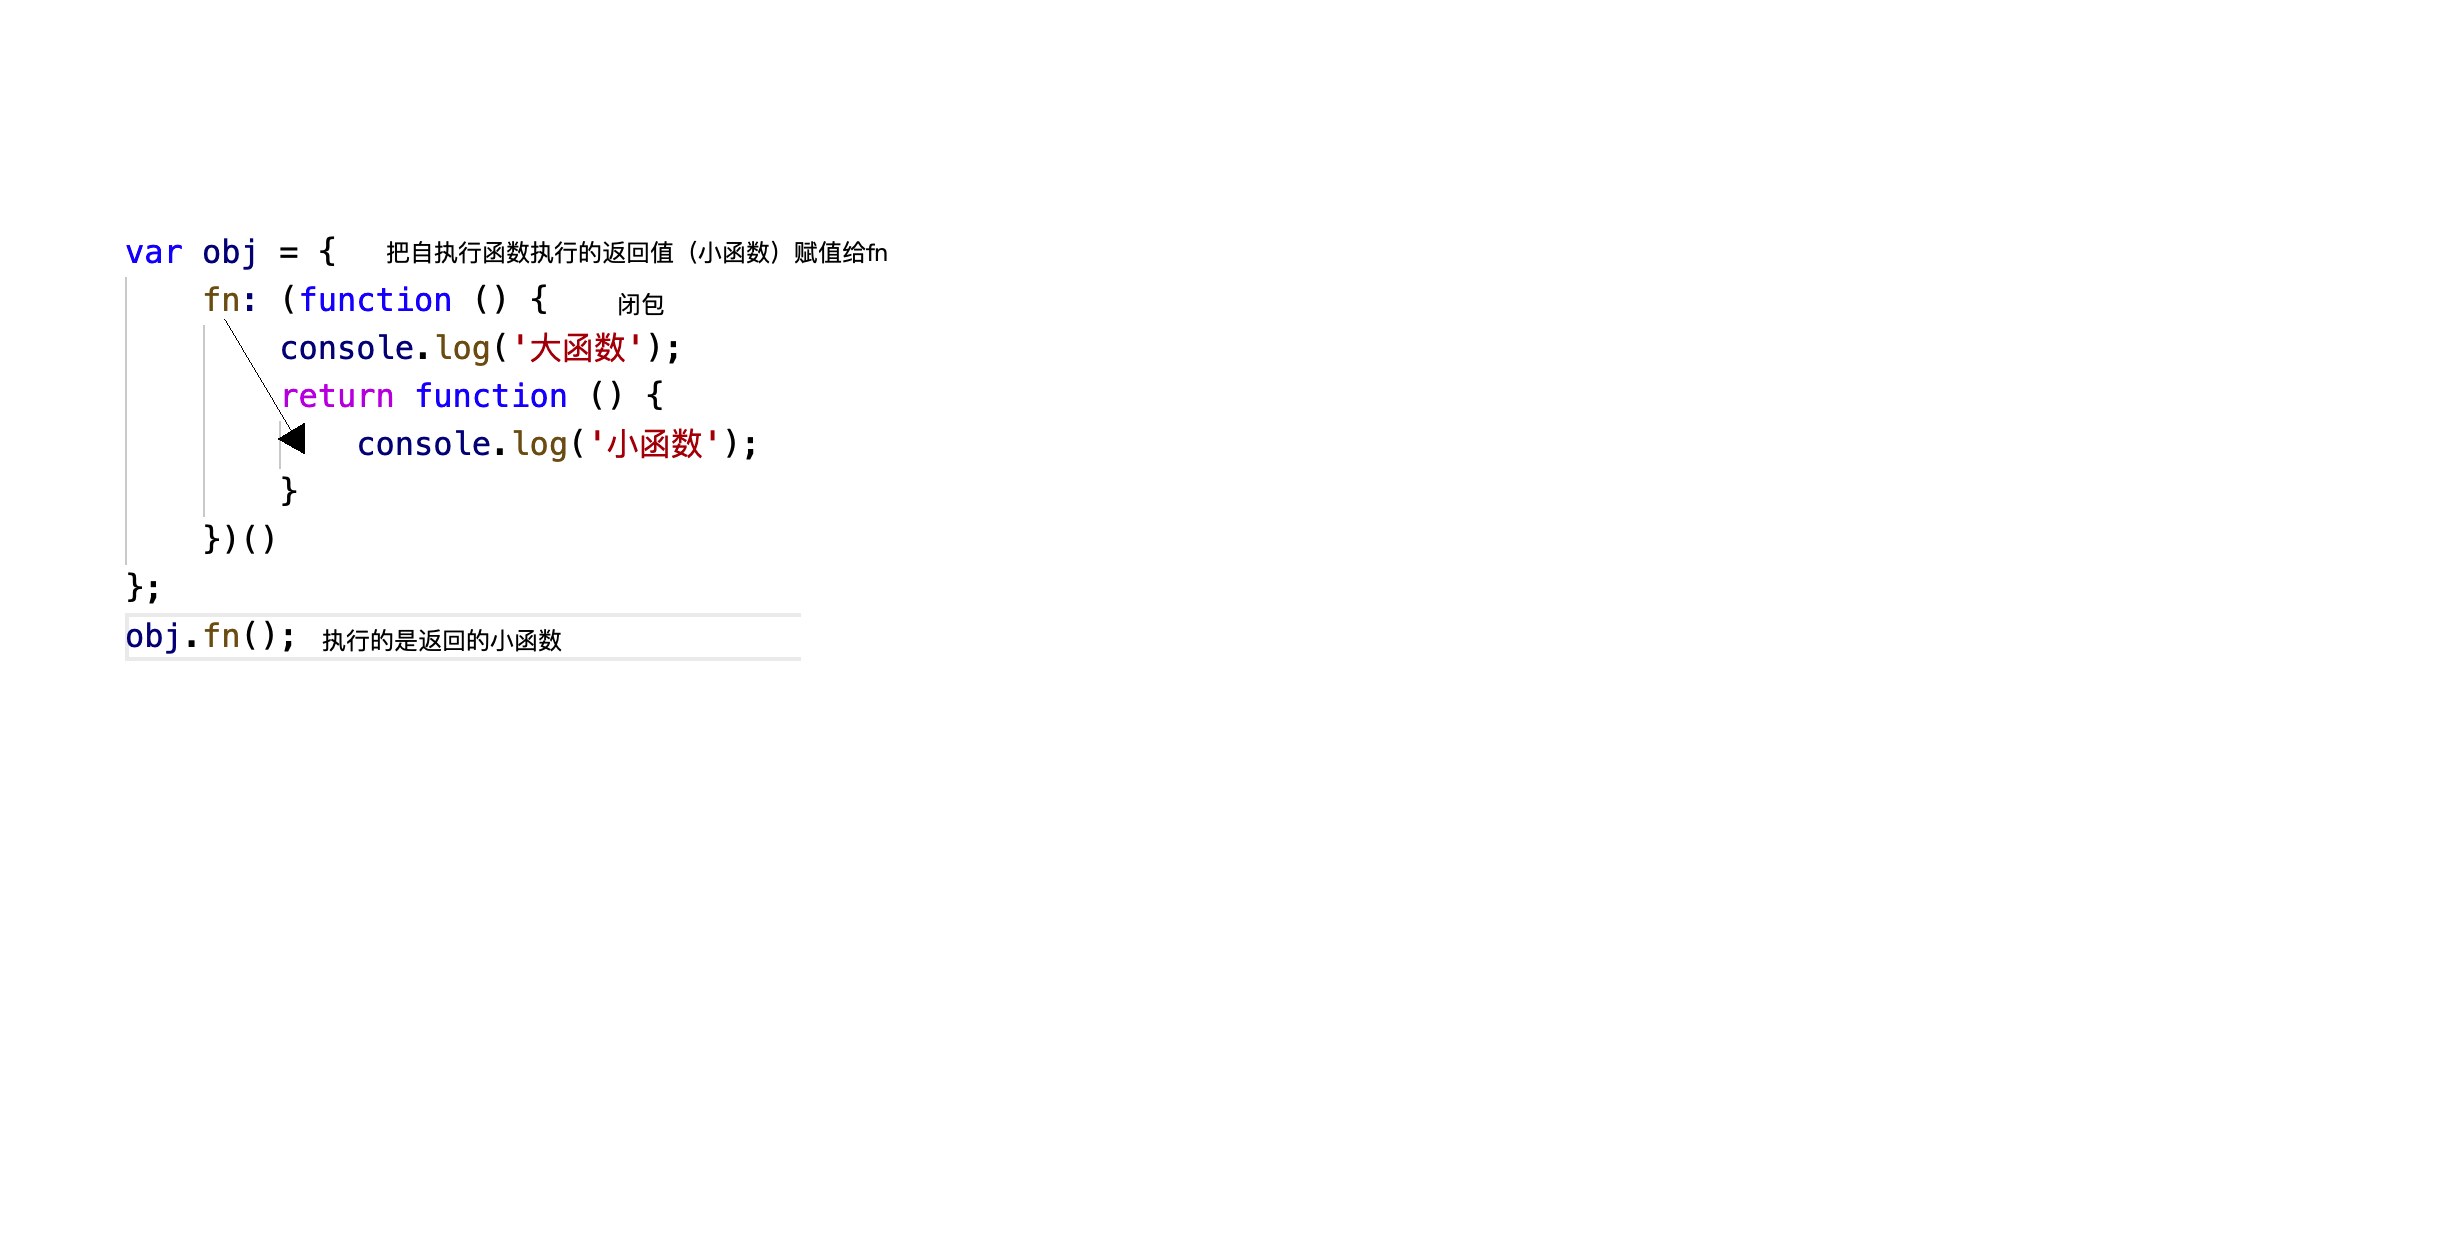 var obj = {   把自执行函数执行的返回值（小函数）赋值给fn
    fn: (function () {    闭包
        console.log('大函数');
        return function () {
            console.log('小函数');
        }
    })()
};
obj.fn();  执行的是返回的小函数